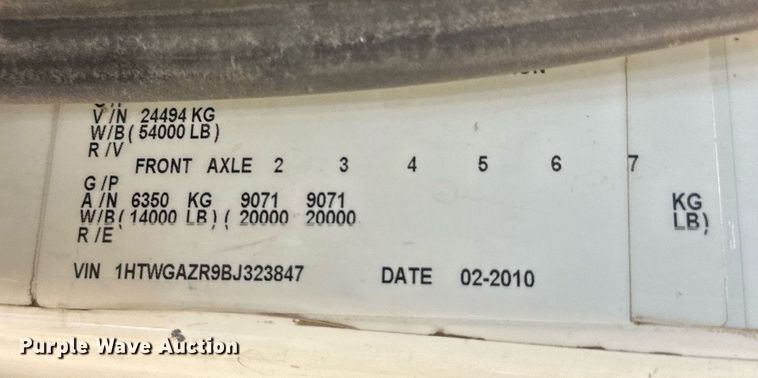 V/N 24494 KG
W/B ( 54000 LB )
R/V
FRONT AXLE 2 3 4 5 6 7
G/P
A/N 6350 KG 9071 9071 KG
W/B( 14000 LB ) ( 20000 20000 LB)
R/E
VIN 1HTWGAZR9BJ323847 DATE 02-2010
Purple Wave Auction